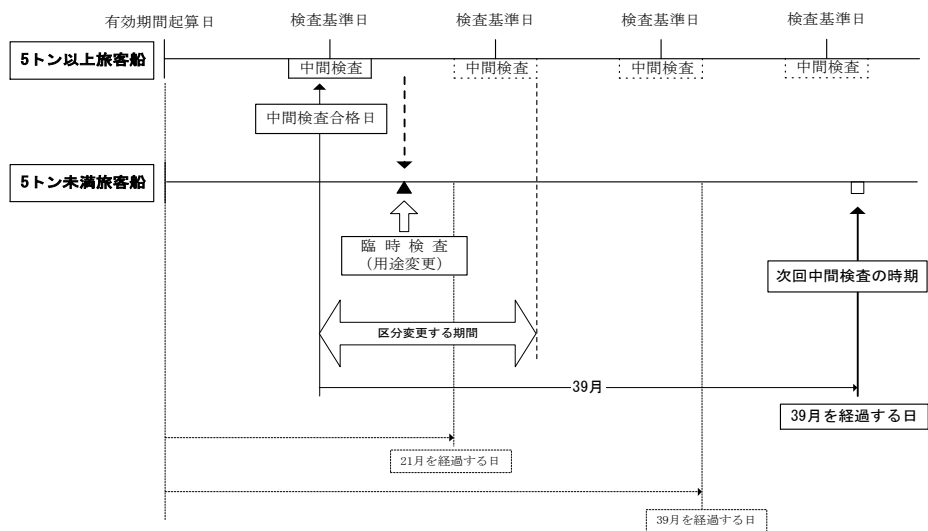 有効期間起算日
検査基準日
検査基準日
検査基準日
検査基準日
5トン以上旅客船
中間検査
中間検査
中間検査
中間検査
中間検査合格日
5トン未満旅客船
臨時検査
(用途変更)
次回中間検査の時期
区分変更する期間
39月
39月を経過する日
21月を経過する日
39月を経過する日